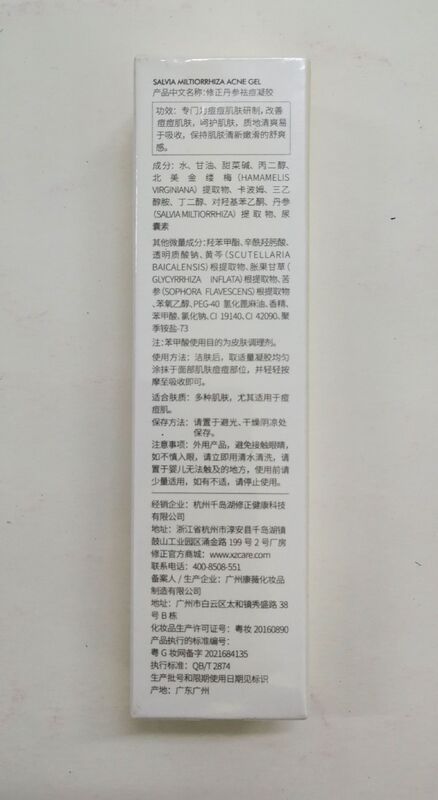 SALVIA MILTIORRHIZA ACNE GEL
产品中文名称:修正丹参祛痘凝胶
功效: 专门为痘痘肌肤研制,改善
痘痘肌肤, 呵护肌肤, 质地清爽易
于吸收, 保持肌肤清新嫩滑的舒爽
感。
成分: 水、甘油、甜菜碱、丙二醇、
北美金缕梅(HAMAMELIS
VIRGINIANA) 提取物、卡波姆、三乙
醇胺、丁二醇、对羟基苯乙酮、丹参
(SALVIA MILTIORRHIZA) 提取物、尿
囊素
其他微量成分: 羟苯甲酯、辛酰羟肟酸、
透明质酸钠、黄芩(SCUTELLARIA
BAICALENSIS)根提取物、胀果甘草(
GLYCYRRHIZA INFLATA)根提取物、苦
参(SOPHORA FLAVESCENS)根提取物
、苯氧乙醇、PEG-40 氢化蓖麻油、香精、
苯甲酸、氯化钠、CI 19140、CI 42090、聚
季铵盐-73
注: 苯甲酸使用目的为皮肤调理剂。
使用方法: 洁肤后, 取适量凝胶均匀
涂抹于面部肌肤痘痘部位, 并轻轻按
摩至吸收即可。
适合肤质: 多种肌肤, 尤其适用于痘
痘肌。
保存方法: 请置于避光、干燥阴凉处
保存。
注意事项: 外用产品, 避免接触眼睛,
如不慎入眼, 请立即用清水清洗, 请
置于婴儿无法触及的地方, 使用前请
少量适用, 如有不适, 请停止使用。
经销企业: 杭州千岛湖修正健康科技
有限公司
地址: 浙江省杭州市淳安县千岛湖镇
鼓山工业园区涌金路 199 号 2 号厂房
修正官方商城: www.xzcare.com
联系电话: 400-8508-551
备案人 / 生产企业: 广州康薇化妆品
制造有限公司
地址: 广州市白云区太和镇秀盛路 38
号 B 栋
化妆品生产许可证号: 粤妆 20160890
产品执行的标准编号:
粤 G 妆网备字 2021684135
执行标准: QB/T 2874
生产批号和限期使用日期见标识
产地: 广东广州